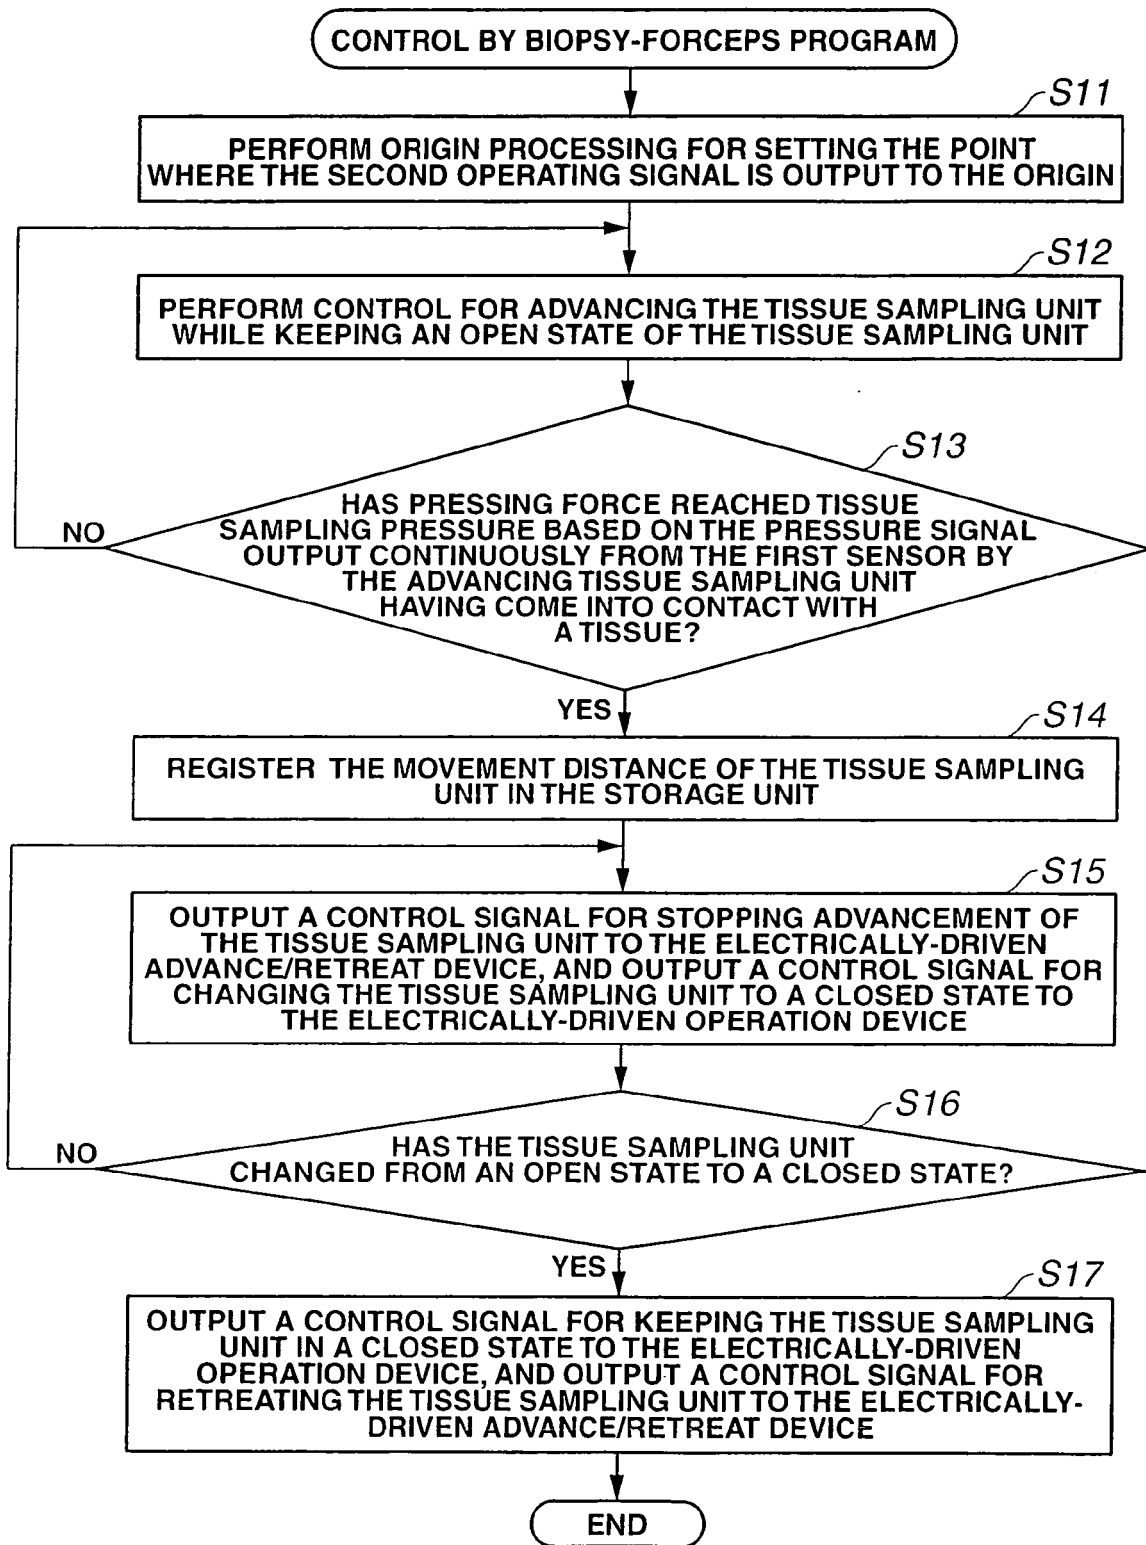 CONTROL BY BIOPSY-FORCEPS PROGRAM
S11
PERFORM ORIGIN PROCESSING FOR SETTING THE POINT
WHERE THE SECOND OPERATING SIGNAL IS OUTPUT TO THE ORIGIN
S12
PERFORM CONTROL FOR ADVANCING THE TISSUE SAMPLING UNIT
WHILE KEEPING AN OPEN STATE OF THE TISSUE SAMPLING UNIT
S13
HAS PRESSING FORCE REACHED TISSUE
SAMPLING PRESSURE BASED ON THE PRESSURE SIGNAL
OUTPUT CONTINUOUSLY FROM THE FIRST SENSOR BY
THE ADVANCING TISSUE SAMPLING UNIT
HAVING COME INTO CONTACT WITH
A TISSUE?
NO
YES
S14
REGISTER THE MOVEMENT DISTANCE OF THE TISSUE SAMPLING
UNIT IN THE STORAGE UNIT
S15
OUTPUT A CONTROL SIGNAL FOR STOPPING ADVANCEMENT OF
THE TISSUE SAMPLING UNIT TO THE ELECTRICALLY-DRIVEN
ADVANCE/RETREAT DEVICE, AND OUTPUT A CONTROL SIGNAL FOR
CHANGING THE TISSUE SAMPLING UNIT TO A CLOSED STATE TO
THE ELECTRICALLY-DRIVEN OPERATION DEVICE
S16
HAS THE TISSUE SAMPLING UNIT
CHANGED FROM AN OPEN STATE TO A CLOSED STATE?
NO
YES
S17
OUTPUT A CONTROL SIGNAL FOR KEEPING THE TISSUE SAMPLING
UNIT IN A CLOSED STATE TO THE ELECTRICALLY-DRIVEN
OPERATION DEVICE, AND OUTPUT A CONTROL SIGNAL FOR
RETREATING THE TISSUE SAMPLING UNIT TO THE ELECTRICALLY-
DRIVEN ADVANCE/RETREAT DEVICE
END